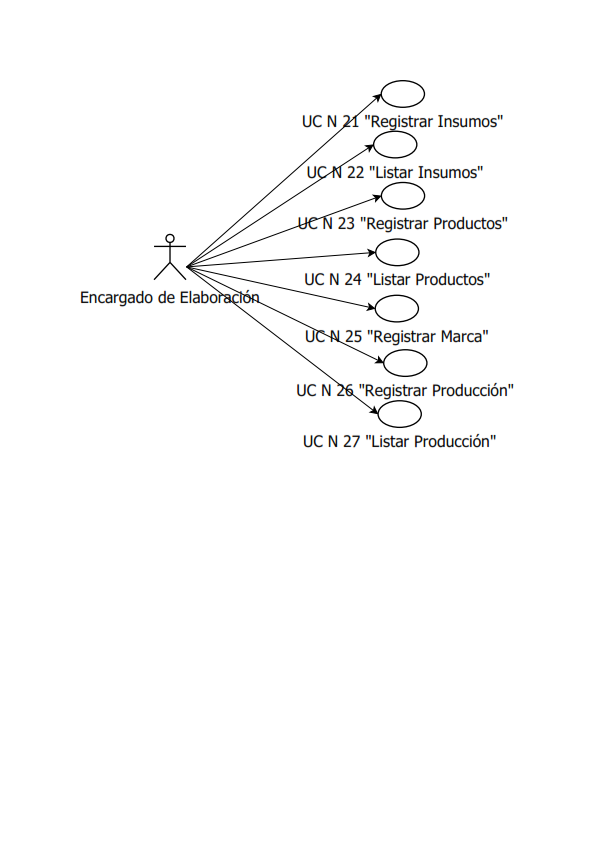 UC N 21 "Registrar Insumos"
UC N 22 "Listar Insumos"
UC N 23 "Registrar Productos"
UC N 24 "Listar Productos"
Encargado de Elaboración
UC N 25 "Registrar Marca"
UC N 26 "Registrar Producción"
UC N 27 "Listar Producción"